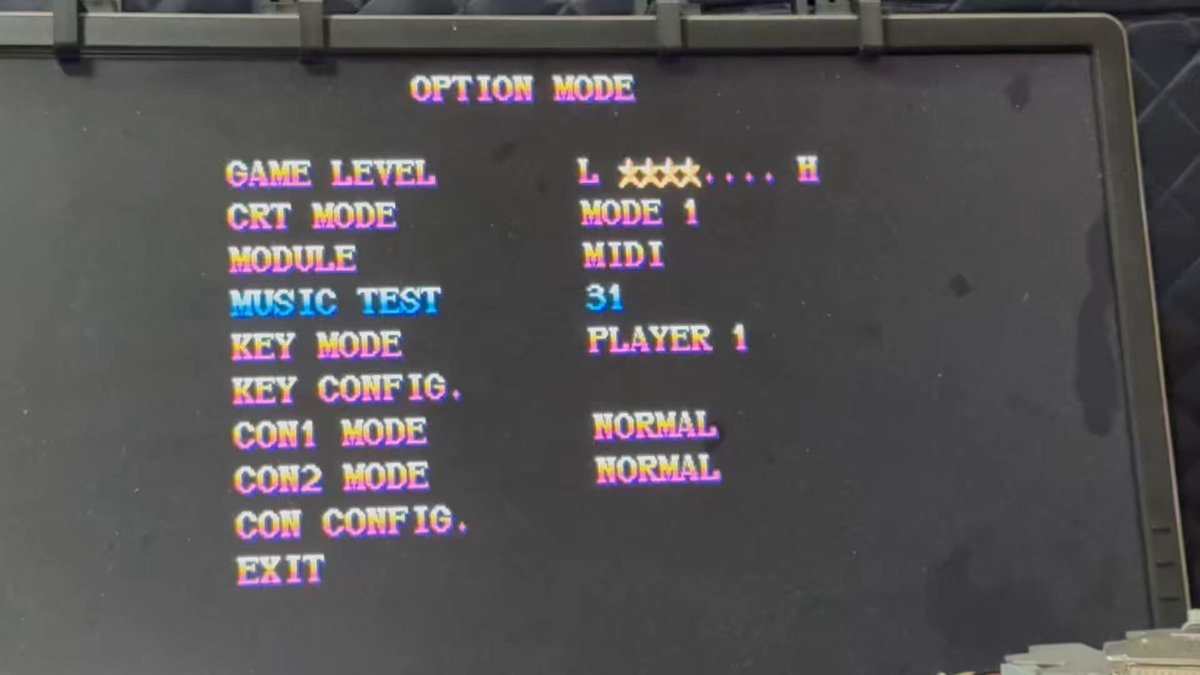 OPTION MODE
GAME LEVEL L ★★★★.... H
CRT MODE MODE 1
MODULE MIDI
MUSIC TEST 31
KEY MODE PLAYER 1
KEY CONFIG.
CON1 MODE NORMAL
CON2 MODE NORMAL
CON CONFIG.
EXIT